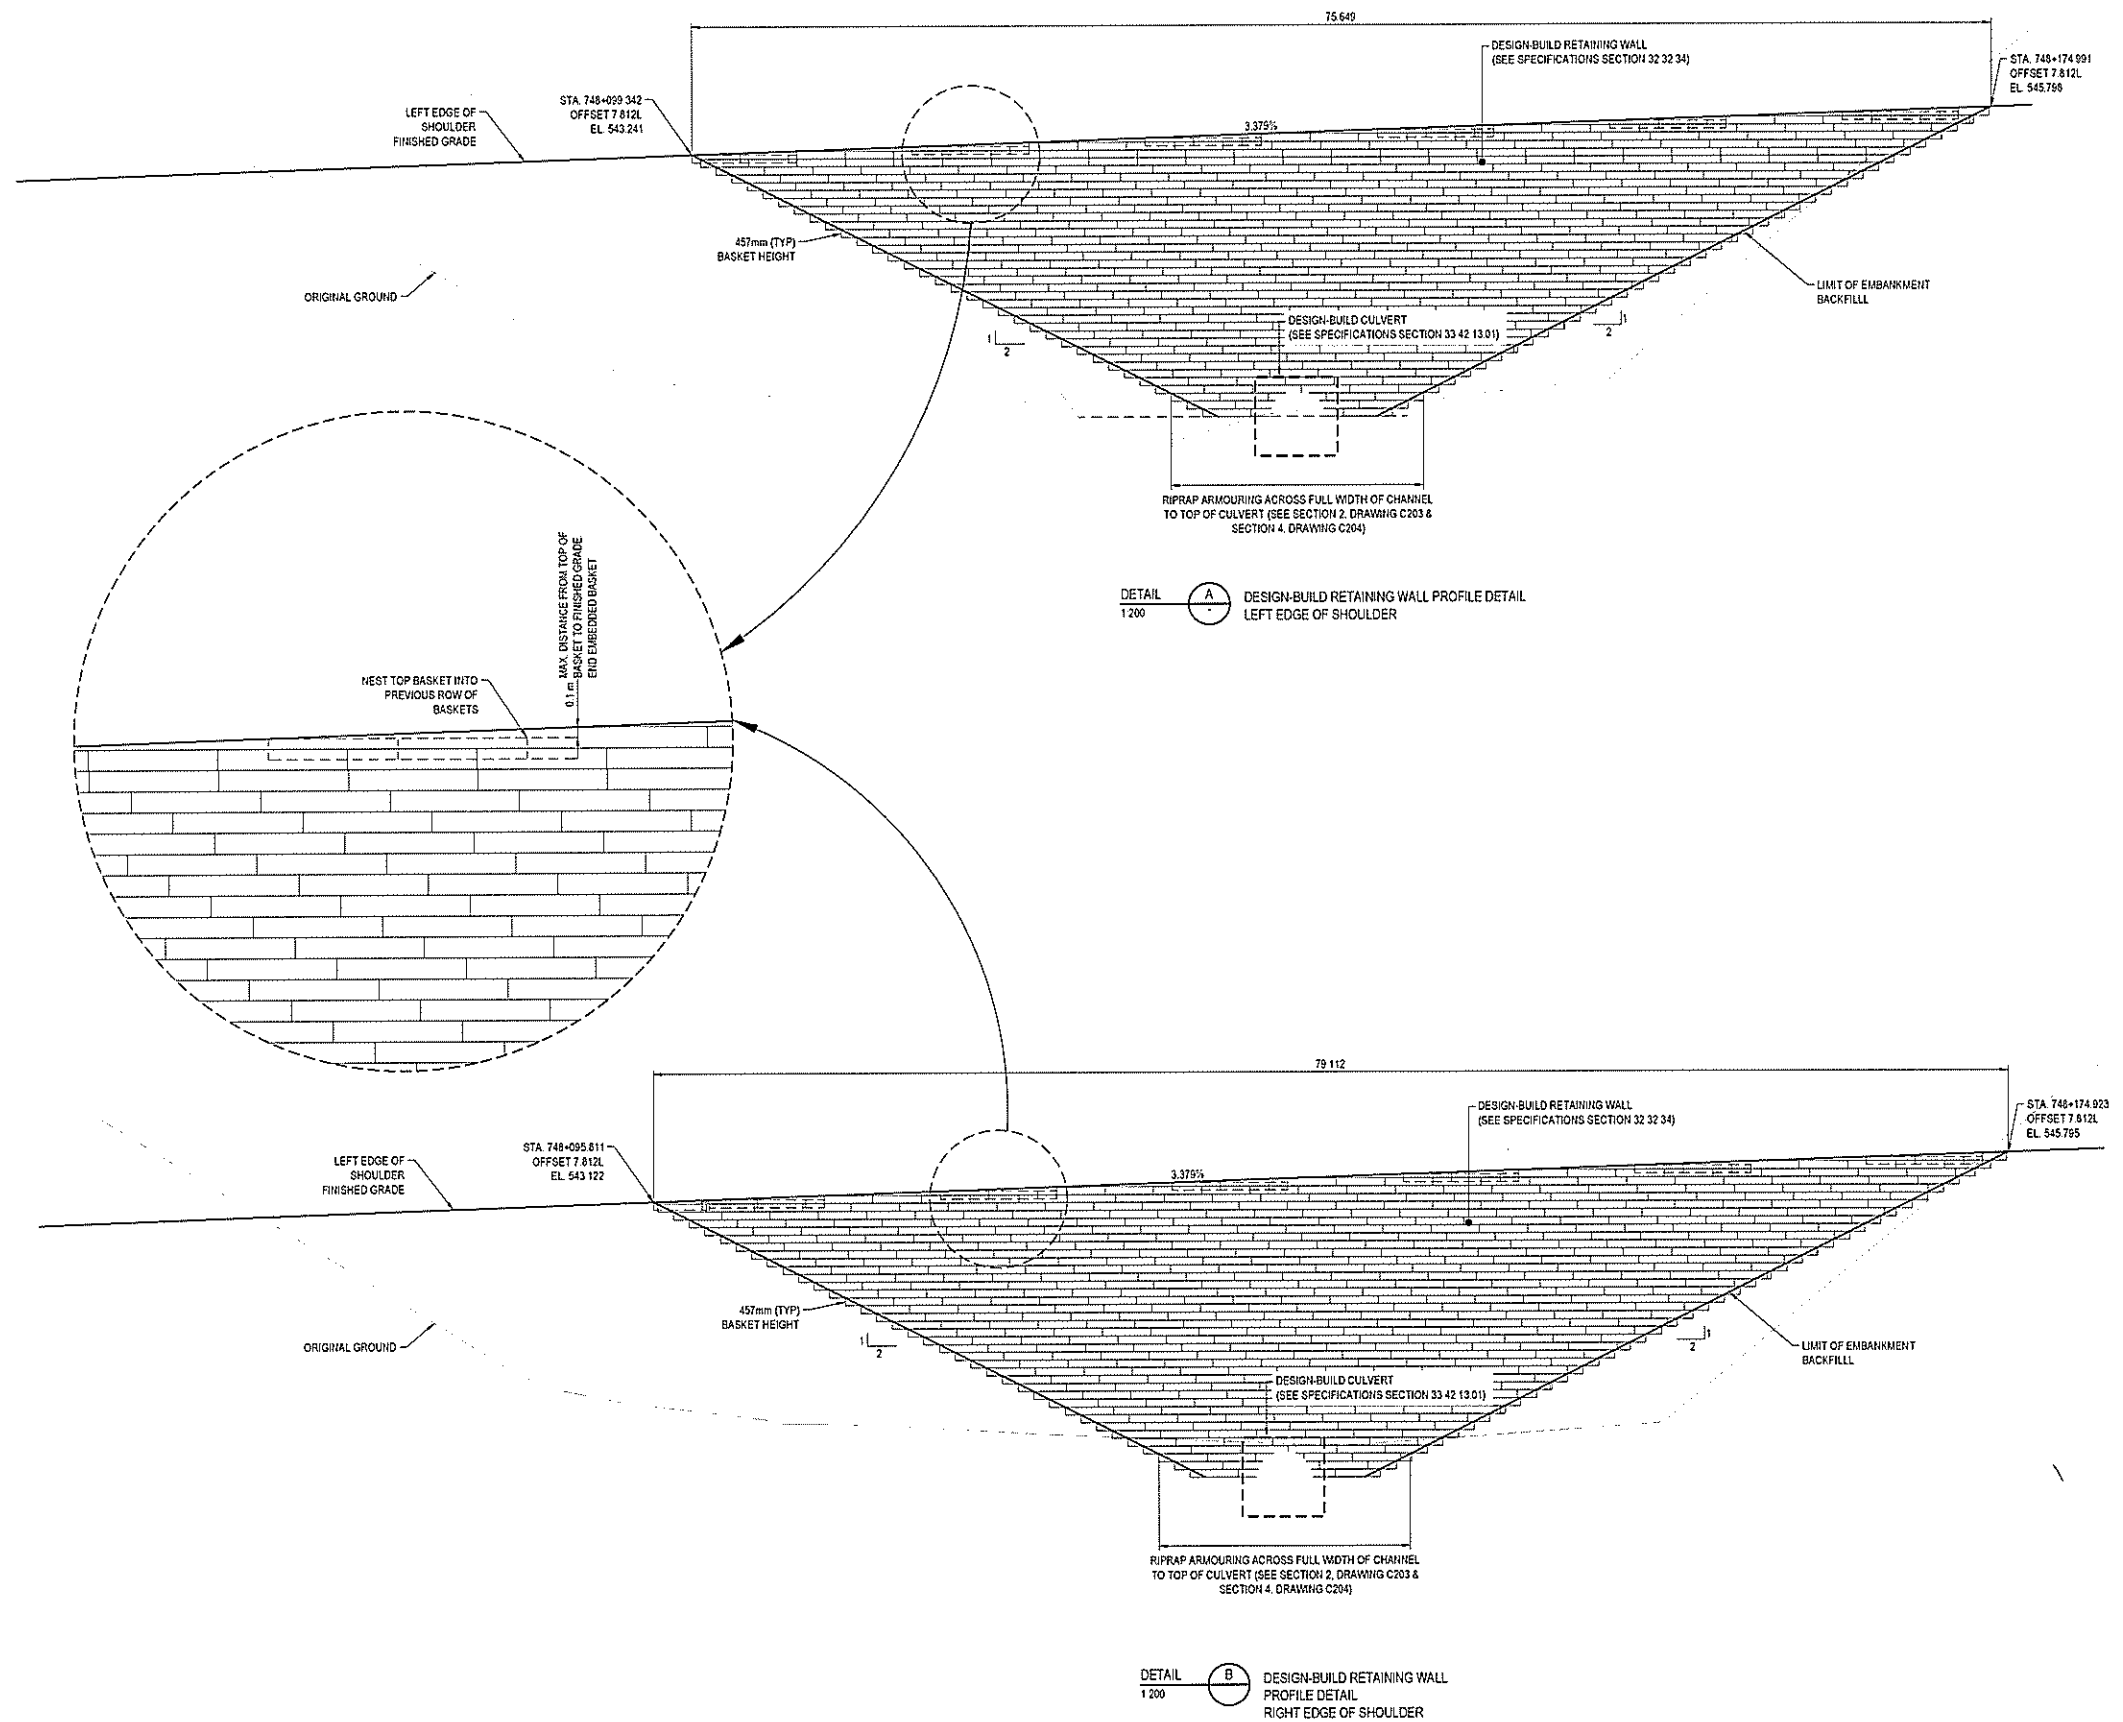 75.649
DESIGN-BUILD RETAINING WALL
(SEE SPECIFICATIONS SECTION 32 32 34)
STA. 748+174.991
OFFSET 7.812L
EL. 545.798
STA. 748+099.342
OFFSET 7.812L
EL. 543.241
LEFT EDGE OF
SHOULDER
FINISHED GRADE
3.379%
457mm (TYP)
BASKET HEIGHT
ORIGINAL GROUND
LIMIT OF EMBANKMENT
BACKFILLL
DESIGN-BUILD CULVERT
(SEE SPECIFICATIONS SECTION 33 42 13.01)
1
2
1
2
RIPRAP ARMOURING ACROSS FULL WIDTH OF CHANNEL
TO TOP OF CULVERT (SEE SECTION 2, DRAWING C203 &
SECTION 4, DRAWING C204)
DETAIL
1:200
A
-
DESIGN-BUILD RETAINING WALL PROFILE DETAIL
LEFT EDGE OF SHOULDER
0.1 m
MAX. DISTANCE FROM TOP OF
BASKET TO FINISHED GRADE
END EMBEDDED BASKET
NEST TOP BASKET INTO
PREVIOUS ROW OF
BASKETS
79.112
DESIGN-BUILD RETAINING WALL
(SEE SPECIFICATIONS SECTION 32 32 34)
STA. 748+174.923
OFFSET 7.812L
EL. 545.795
STA. 748+095.811
OFFSET 7.812L
EL. 543.122
LEFT EDGE OF
SHOULDER
FINISHED GRADE
3.379%
457mm (TYP)
BASKET HEIGHT
ORIGINAL GROUND
1
2
1
2
LIMIT OF EMBANKMENT
BACKFILLL
DESIGN-BUILD CULVERT
(SEE SPECIFICATIONS SECTION 33 42 13.01)
RIPRAP ARMOURING ACROSS FULL WIDTH OF CHANNEL
TO TOP OF CULVERT (SEE SECTION 2, DRAWING C203 &
SECTION 4, DRAWING C204)
DETAIL
1:200
B
DESIGN-BUILD RETAINING WALL
PROFILE DETAIL
RIGHT EDGE OF SHOULDER